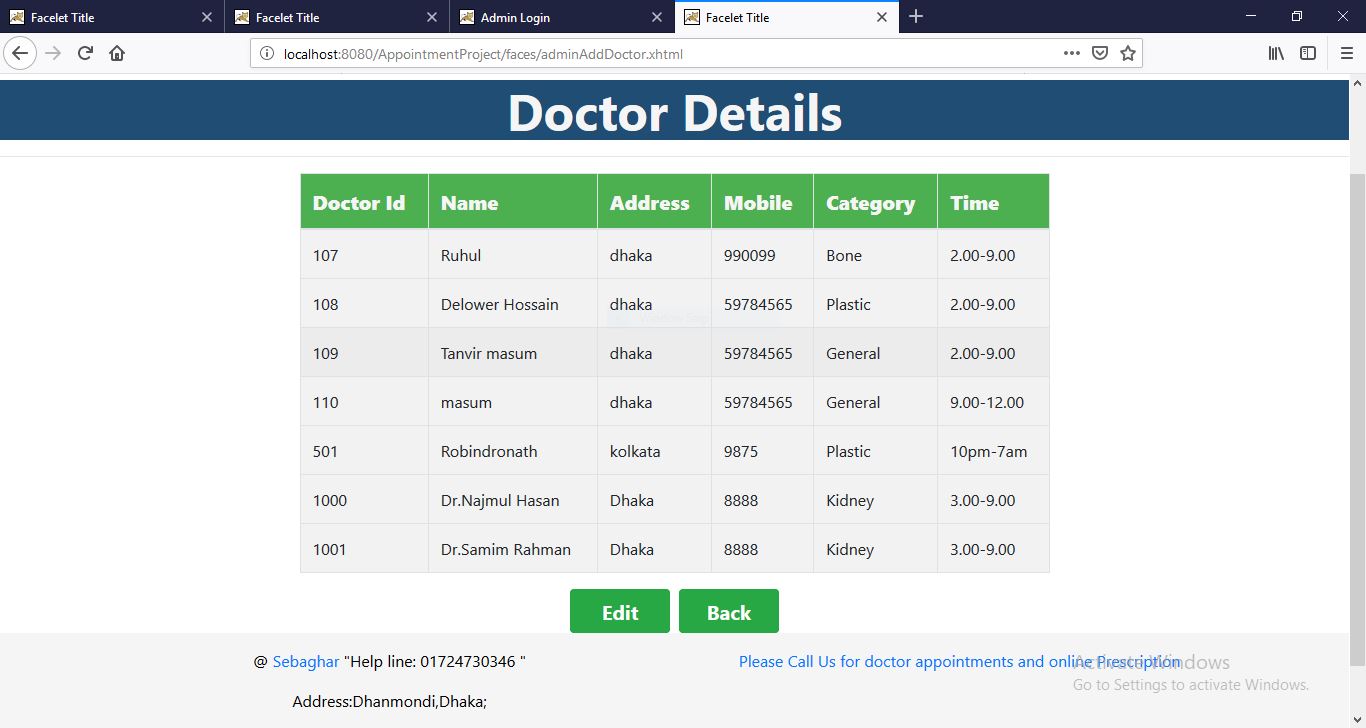 Facelet Title Facelet Title Admin Login Facelet Title
localhost:8080/AppointmentProject/faces/adminAddDoctor.xhtml
Doctor Details
Doctor Id Name Address Mobile Category Time
107 Ruhul dhaka 990099 Bone 2.00-9.00
108 Delower Hossain dhaka 59784565 Plastic 2.00-9.00
109 Tanvir masum dhaka 59784565 General 2.00-9.00
110 masum dhaka 59784565 General 9.00-12.00
501 Robindronath kolkata 9875 Plastic 10pm-7am
1000 Dr.Najmul Hasan Dhaka 8888 Kidney 3.00-9.00
1001 Dr.Samim Rahman Dhaka 8888 Kidney 3.00-9.00
Edit Back
@ Sebaghar "Help line: 01724730346 " Please Call Us for doctor appointments and online Prescription
Activate Windows
Go to Settings to activate Windows.
Address:Dhanmondi,Dhaka;